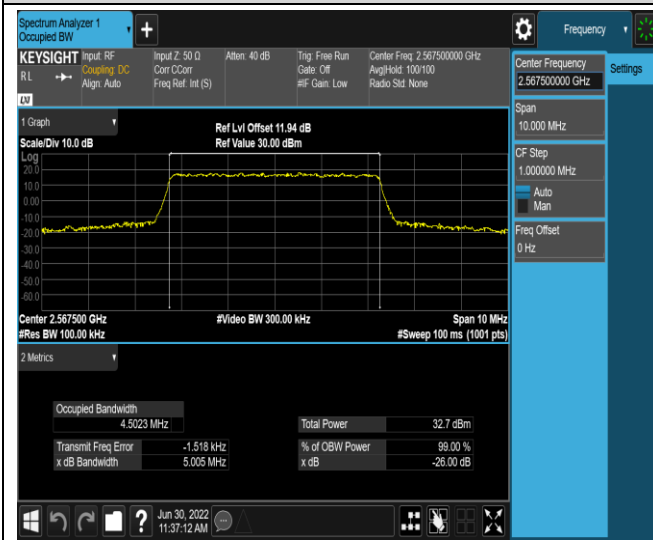 Spectrum Analyzer 1
Occupied BW
+
Frequency
KEYSIGHT
RL
LXI
Input: RF
Coupling: DC
Align: Auto
Input Z: 50 Ω
Corr CCorr
Freq Ref: Int (S)
Atten: 40 dB
Trig: Free Run
Gate: Off
#IF Gain: Low
Center Freq: 2.567500000 GHz
Avg|Hold: 100/100
Radio Std: None
Center Frequency
2.567500000 GHz
Settings
Span
10.000 MHz
CF Step
1.000000 MHz
Auto
Man
Freq Offset
0 Hz
1 Graph
Scale/Div 10.0 dB
Ref Lvl Offset 11.94 dB
Ref Value 30.00 dBm
Log
20.0
10.0
0.00
-10.0
-20.0
-30.0
-40.0
-50.0
-60.0
Center 2.567500 GHz
#Video BW 300.00 kHz
Span 10 MHz
#Res BW 100.00 kHz
#Sweep 100 ms (1001 pts)
2 Metrics
Occupied Bandwidth
4.5023 MHz
Total Power 32.7 dBm
Transmit Freq Error -1.518 kHz
% of OBW Power 99.00 %
x dB Bandwidth 5.005 MHz
x dB -26.00 dB
?
Jun 30, 2022
11:37:12 AM